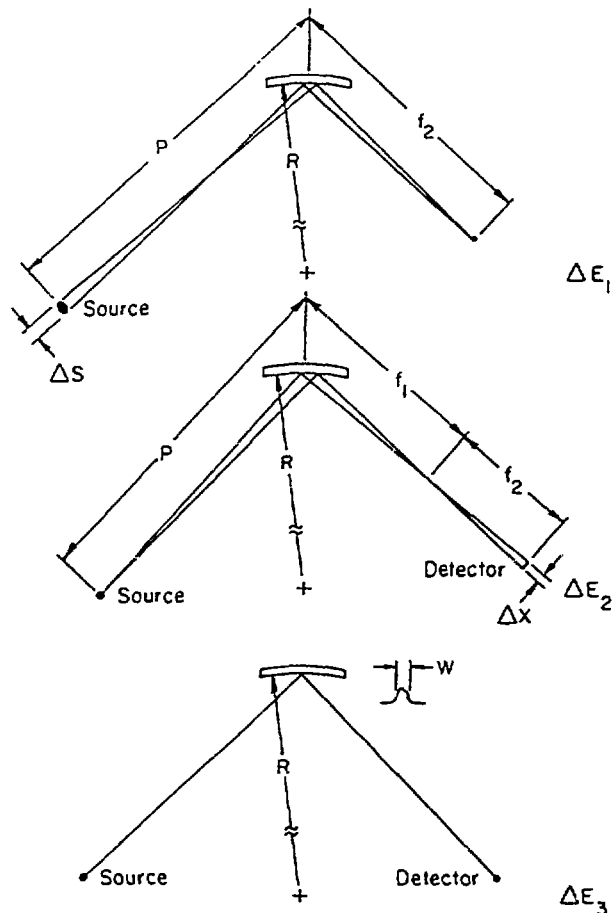 P
f₂
R
Source
ΔS
ΔE₁
P
f₁
f₂
R
Source
Detector
ΔX
ΔE₂
W
R
Source
Detector
ΔE₃